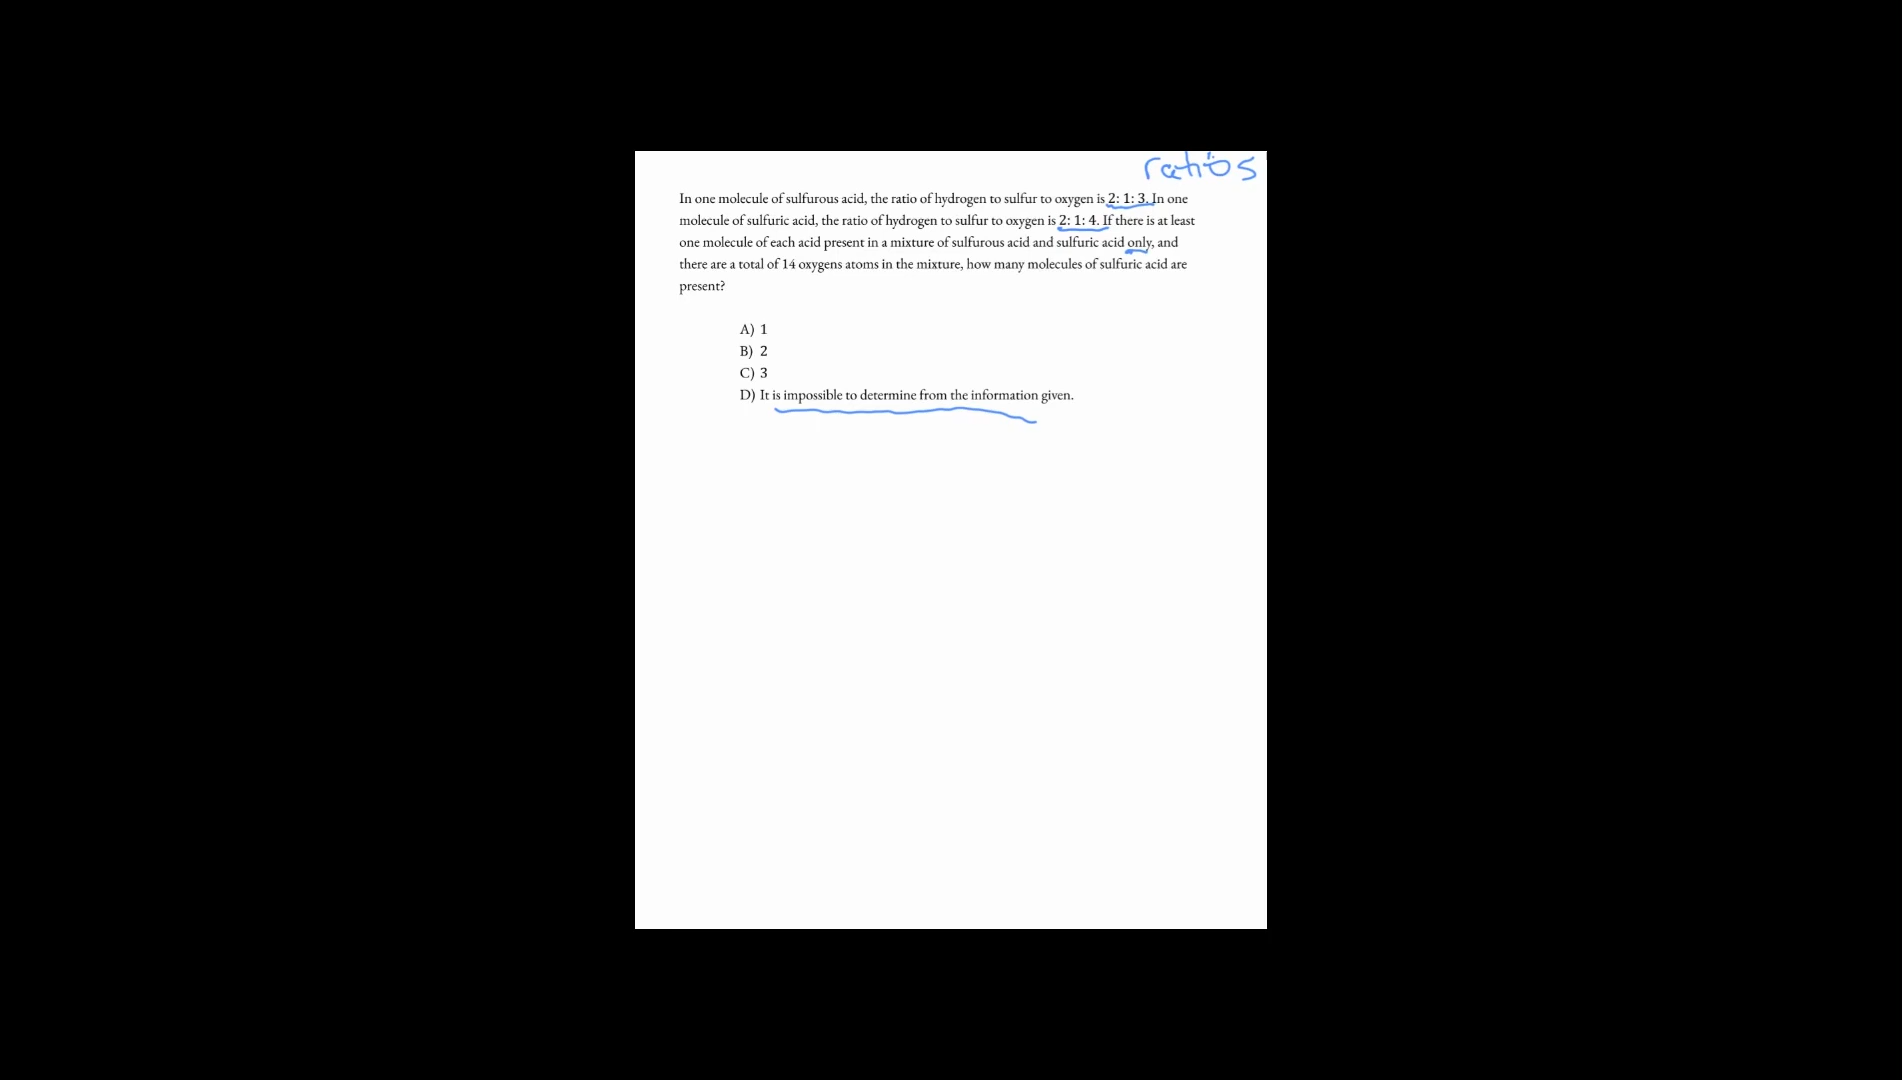 ratios
In one molecule of sulfurous acid, the ratio of hydrogen to sulfur to oxygen is 2: 1: 3. In one
molecule of sulfuric acid, the ratio of hydrogen to sulfur to oxygen is 2: 1: 4. If there is at least
one molecule of each acid present in a mixture of sulfurous acid and sulfuric acid only, and
there are a total of 14 oxygens atoms in the mixture, how many molecules of sulfuric acid are
present?
A) 1
B) 2
C) 3
D) It is impossible to determine from the information given.